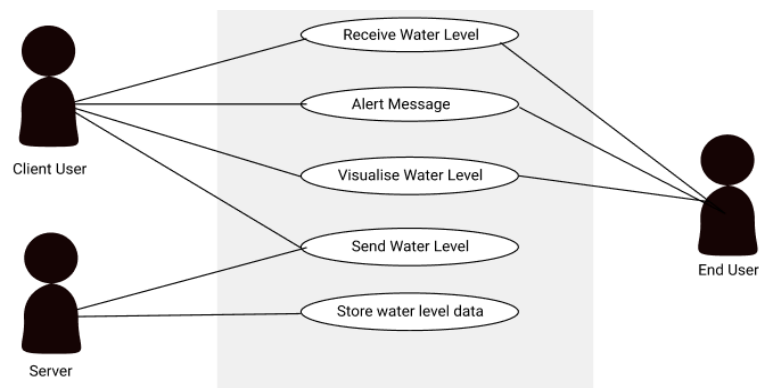 Receive Water Level
Alert Message
Client User
Visualise Water Level
Send Water Level
End User
Store water level data
Server